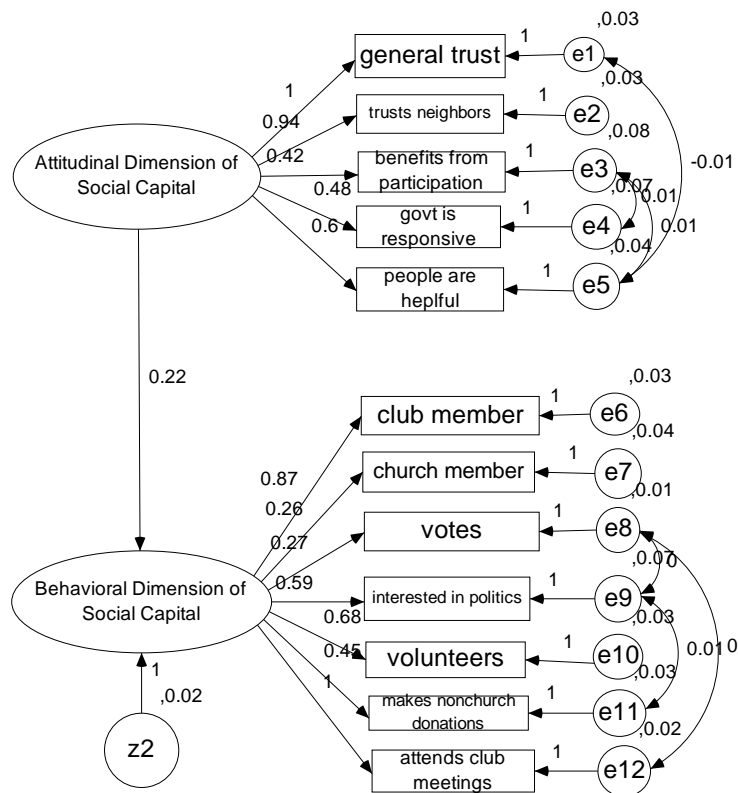 ,0.03
1
general trust
e1
1
,0.03
0.94
1
trusts neighbors
e2
,0.08
0.42
1
Attitudinal Dimension of
Social Capital
benefits from
participation
e3
-0.01
0.48
,0.07
0.01
1
govt is
responsive
e4
0.6
0.01
,0.04
1
people are
heplful
e5
0.22
,0.03
1
club member
e6
,0.04
0.87
1
church member
e7
,0.01
0.26
1
votes
e8
0.27
,0.07
0
Behavioral Dimension of
Social Capital
0.59
1
interested in politics
e9
0.68
,0.03
1
volunteers
e10
0.45
0.01
0
,0.03
1
makes nonchurch
donations
e11
1
,0.02
1
attends club
meetings
e12
1
,0.02
z2